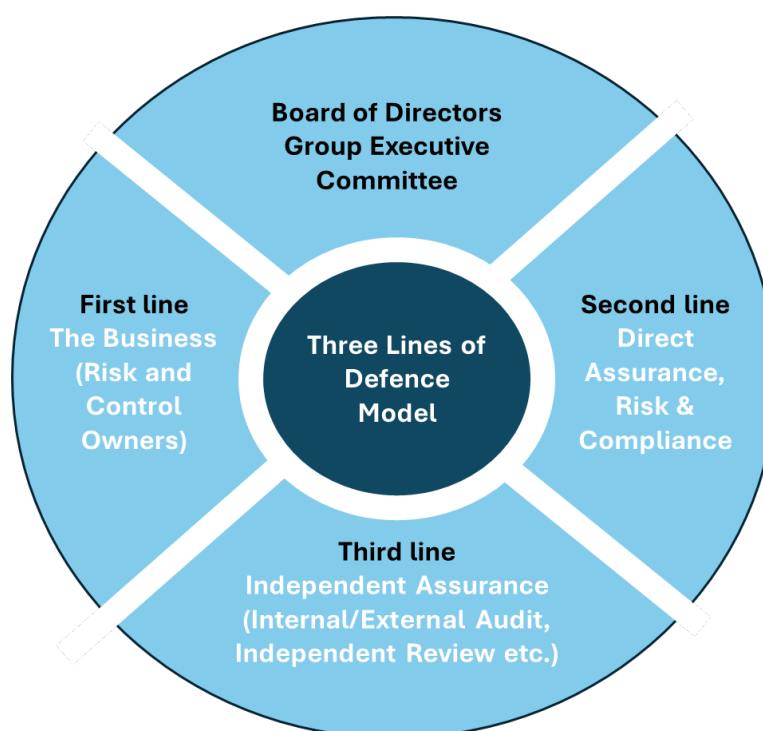 Board of Directors
Group Executive
Committee
First line
The Business
(Risk and
Control
Owners)
Three Lines of
Defence
Model
Second line
Direct
Assurance,
Risk &
Compliance
Third line
Independent Assurance
(Internal/External Audit,
Independent Review etc.)